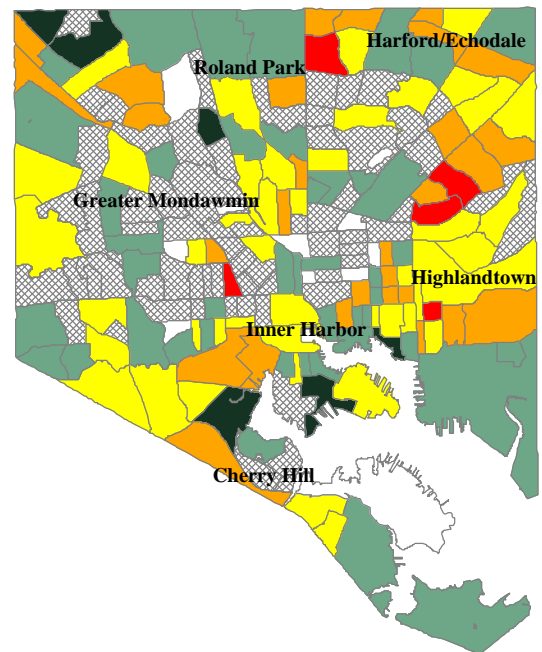 Harford/Echodale
Roland Park
Greater Mondawmin
Highlandtown
Inner Harbor
Cherry Hill